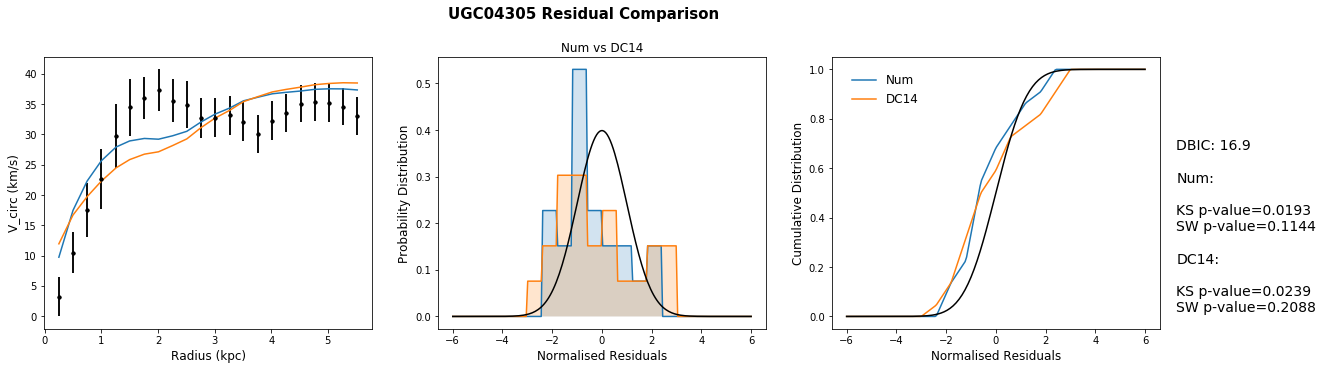 UGC04305 Residual Comparison
V_circ (km/s)
40
35
30
25
20
15
10
5
0
0
1
2
3
4
5
Radius (kpc)
Num vs DC14
Probability Distribution
0.5
0.4
0.3
0.2
0.1
0.0
−6
−4
−2
0
2
4
6
Normalised Residuals
Cumulative Distribution
1.0
0.8
0.6
0.4
0.2
0.0
−6
−4
−2
0
2
4
6
Normalised Residuals
Num
DC14
DBIC: 16.9
Num:
KS p-value=0.0193
SW p-value=0.1144
DC14:
KS p-value=0.0239
SW p-value=0.2088